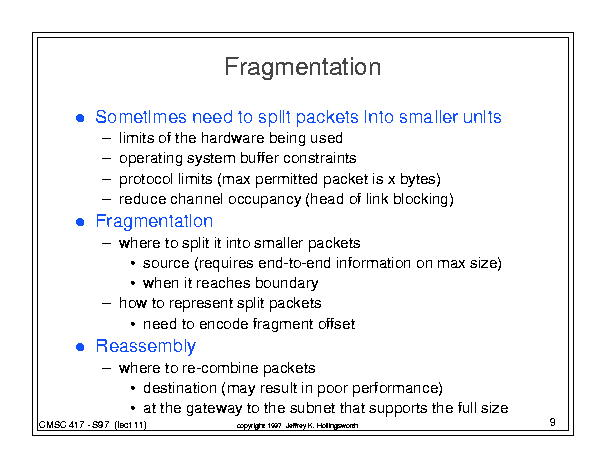 Fragmentation
● Sometimes need to split packets into smaller units
– limits of the hardware being used
– operating system buffer constraints
– protocol limits (max permitted packet is x bytes)
– reduce channel occupancy (head of link blocking)
● Fragmentation
– where to split it into smaller packets
• source (requires end-to-end information on max size)
• when it reaches boundary
– how to represent split packets
• need to encode fragment offset
● Reassembly
– where to re-combine packets
• destination (may result in poor performance)
• at the gateway to the subnet that supports the full size
CMSC 417 - S97 (lect 11) copyright 1997 Jeffrey K. Hollingsworth 9